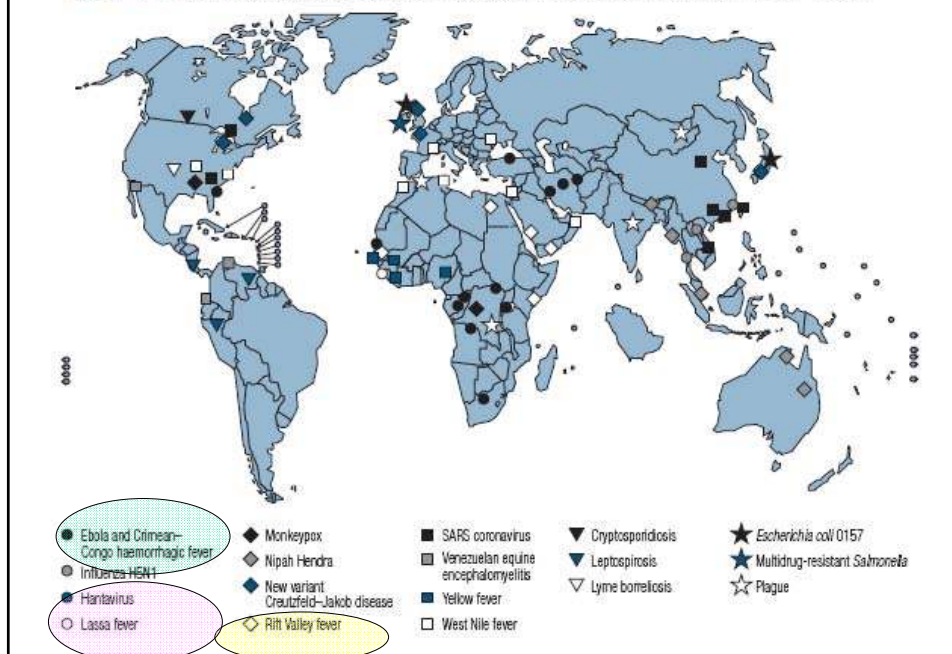 Ebola and Crimean–
Congo haemorrhagic fever
Influenza H5N1
Hantavirus
Lassa fever
Monkeypox
Nipah Hendra
New variant
Creutzfeld–Jakob disease
Rift Valley fever
SARS coronavirus
Venezuelan equine
encephalomyelitis
Yellow fever
West Nile fever
Cryptosporidiosis
Leptospirosis
Lyme borreliosis
Escherichia coli 0157
Multidrug-resistant Salmonella
Plague